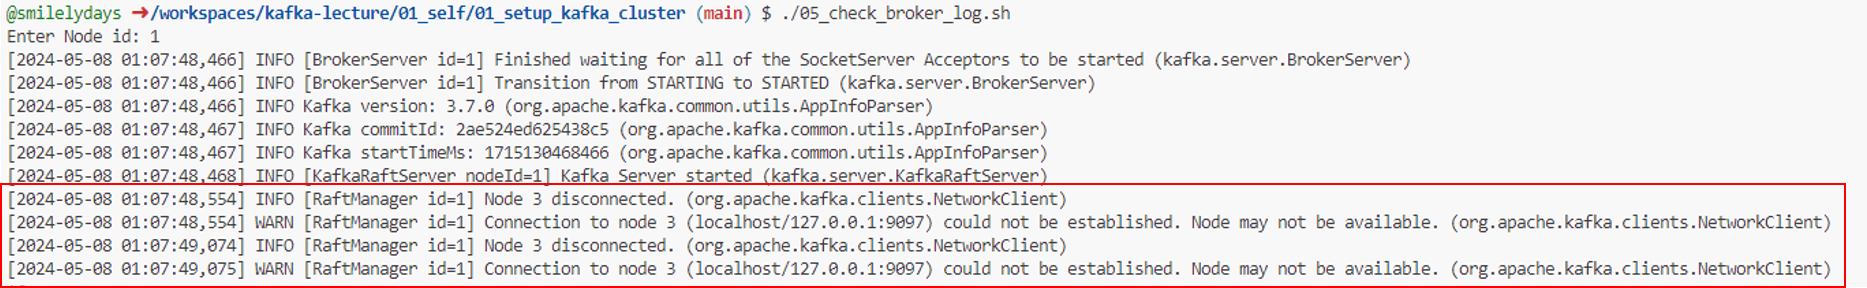 @smilelydays ➜/workspaces/kafka-lecture/01_self/01_setup_kafka_cluster (main) $ ./05_check_broker_log.sh
Enter Node id: 1
[2024-05-08 01:07:48,466] INFO [BrokerServer id=1] Finished waiting for all of the SocketServer Acceptors to be started (kafka.server.BrokerServer)
[2024-05-08 01:07:48,466] INFO [BrokerServer id=1] Transition from STARTING to STARTED (kafka.server.BrokerServer)
[2024-05-08 01:07:48,466] INFO Kafka version: 3.7.0 (org.apache.kafka.common.utils.AppInfoParser)
[2024-05-08 01:07:48,467] INFO Kafka commitId: 2ae524ed625438c5 (org.apache.kafka.common.utils.AppInfoParser)
[2024-05-08 01:07:48,467] INFO Kafka startTimeMs: 1715130468466 (org.apache.kafka.common.utils.AppInfoParser)
[2024-05-08 01:07:48,468] INFO [KafkaRaftServer nodeId=1] Kafka Server started (kafka.server.KafkaRaftServer)
[2024-05-08 01:07:48,554] INFO [RaftManager id=1] Node 3 disconnected. (org.apache.kafka.clients.NetworkClient)
[2024-05-08 01:07:48,554] WARN [RaftManager id=1] Connection to node 3 (localhost/127.0.0.1:9097) could not be established. Node may not be available. (org.apache.kafka.clients.NetworkClient)
[2024-05-08 01:07:49,074] INFO [RaftManager id=1] Node 3 disconnected. (org.apache.kafka.clients.NetworkClient)
[2024-05-08 01:07:49,075] WARN [RaftManager id=1] Connection to node 3 (localhost/127.0.0.1:9097) could not be established. Node may not be available. (org.apache.kafka.clients.NetworkClient)